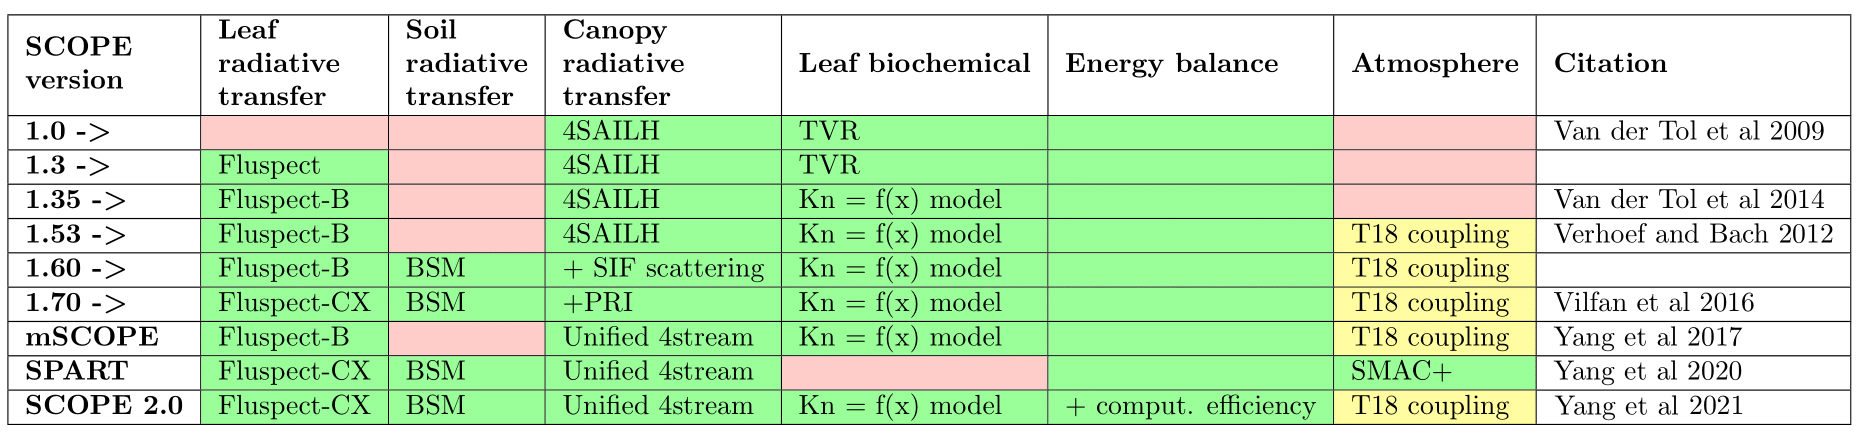 SCOPE version Leaf radiative transfer Soil radiative transfer Canopy radiative transfer Leaf biochemical Energy balance Atmosphere Citation
1.0 -> 4SAILH TVR Van der Tol et al 2009
1.3 -> Fluspect 4SAILH TVR
1.35 -> Fluspect-B 4SAILH Kn = f(x) model Van der Tol et al 2014
1.53 -> Fluspect-B 4SAILH Kn = f(x) model T18 coupling Verhoef and Bach 2012
1.60 -> Fluspect-B BSM + SIF scattering Kn = f(x) model T18 coupling
1.70 -> Fluspect-CX BSM +PRI Kn = f(x) model T18 coupling Vilfan et al 2016
mSCOPE Fluspect-B Unified 4stream Kn = f(x) model T18 coupling Yang et al 2017
SPART Fluspect-CX BSM Unified 4stream SMAC+ Yang et al 2020
SCOPE 2.0 Fluspect-CX BSM Unified 4stream Kn = f(x) model + comput. efficiency T18 coupling Yang et al 2021